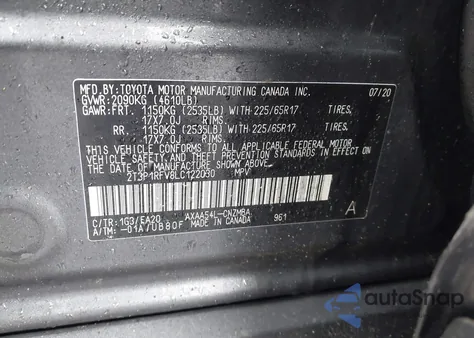 MFD.BY:TOYOTA MOTOR MANUFACTURING CANADA INC. 07/20
GVWR:2090KG (4610LB)
GAWR:FRT. 1150KG (2535LB) WITH 225/65R17 TIRES.
17X7.0J RIMS
RR. 1150KG (2535LB) WITH 225/65R17 TIRES.
17X7.0J RIMS
THIS VEHICLE CONFORMS TO ALL APPLICABLE FEDERAL MOTOR
VEHICLE SAFETY AND THEFT PREVENTION STANDARDS
IN EFFECT ON THE DATE OF MANUFACTURE SHOWN ABOVE.
2T3P1RFV8LC122030 MPV
C/TR:1G3/EA20 AXAA54L-CNZMBA A
A/TM: -01A/UB80F MADE IN CANADA 961
autoSnap